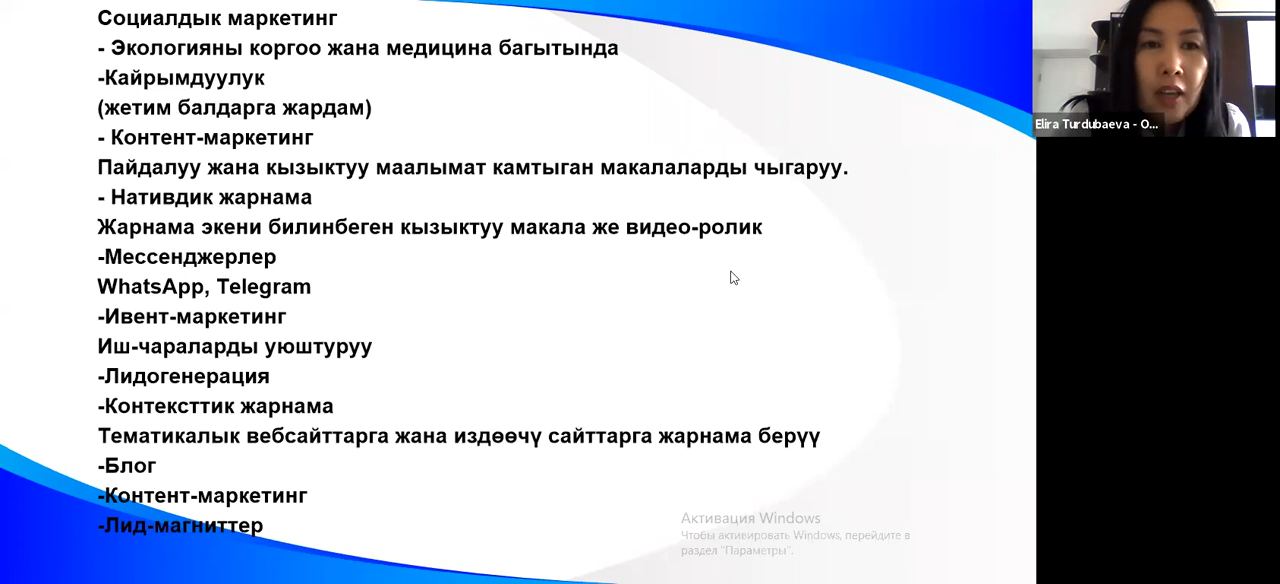 Социалдык маркетинг
- Экологияны коргоо жана медицина багытында
-Кайрымдуулук
(жетим балдарга жардам)
- Контент-маркетинг
Пайдалуу жана кызыктуу маалымат камтыган макалаларды чыгаруу.
- Нативдик жарнама
Жарнама экени билинбеген кызыктуу макала же видео-ролик
-Мессенджерлер
WhatsApp, Telegram
-Ивент-маркетинг
Иш-чараларды уюштуруу
-Лидогенерация
-Контексттик жарнама
Тематикалык вебсайттарга жана издөөчү сайттарга жарнама берүү
-Блог
-Контент-маркетинг
-Лид-магниттер
Elira Turdubaeva - O...
Активация Windows
Чтобы активировать Windows, перейдите в
раздел "Параметры".